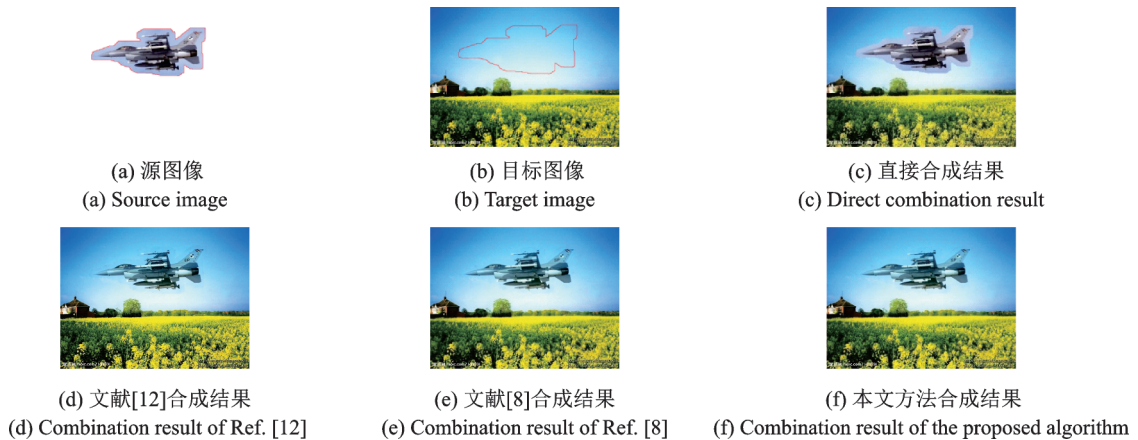 (a) 源图像
(a) Source image
(b) 目标图像
(b) Target image
(c) 直接合成结果
(c) Direct combination result
(d) 文献[12]合成结果
(d) Combination result of Ref. [12]
(e) 文献[8]合成结果
(e) Combination result of Ref. [8]
(f) 本文方法合成结果
(f) Combination result of the proposed algorithm